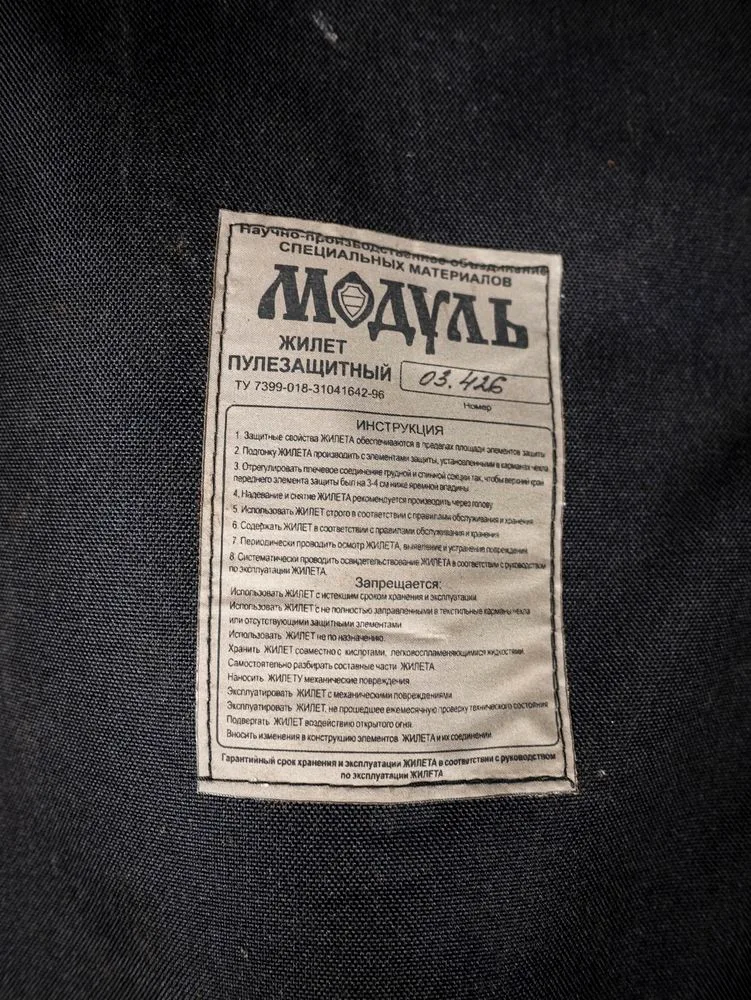 Научно-производственное объединение
СПЕЦИАЛЬНЫХ МАТЕРИАЛОВ
МОДУЛЬ
ЖИЛЕТ
ПУЛЕЗАЩИТНЫЙ
03.426
ТУ 7399-018-31041642-96
Номер
ИНСТРУКЦИЯ
1. Защитные свойства ЖИЛЕТА обеспечиваются в пределах площади элементов защиты
2. Подгонку ЖИЛЕТА производить с элементами защиты, установленными в карманах чехла
3. Отрегулировать плечевое соединение грудной и спинной секции так, чтобы верхний край
переднего элемента защиты был на 3-4 см ниже яремной впадины
4. Надевание и снятие ЖИЛЕТА рекомендуется производить через голову
5. Использовать ЖИЛЕТ строго в соответствии с правилами обслуживания и хранения
6. Содержать ЖИЛЕТ в соответствии с правилами обслуживания и хранения
7. Периодически проводить осмотр ЖИЛЕТА, выявление и устранение повреждений
8. Систематически проводить освидетельствование ЖИЛЕТА в соответствии с руководством
по эксплуатации ЖИЛЕТА.
Запрещается:
Использовать ЖИЛЕТ с истекшим сроком хранения и эксплуатации
Использовать ЖИЛЕТ с не полностью заправленными в текстильные карманы чехла
или отсутствующими защитными элементами
Использовать ЖИЛЕТ не по назначению.
Хранить ЖИЛЕТ совместно с кислотами, легковоспламеняющимися жидкостями
Самостоятельно разбирать составные части ЖИЛЕТА
Наносить ЖИЛЕТУ механические повреждения
Эксплуатировать ЖИЛЕТ с механическими повреждениями
Эксплуатировать ЖИЛЕТ, не прошедшее ежемесячную проверку технического состояния
Подвергать ЖИЛЕТ воздействию открытого огня.
Вносить изменения в конструкцию элементов ЖИЛЕТА и их соединений
Гарантийный срок хранения и эксплуатации ЖИЛЕТА в соответствии с руководством
по эксплуатации ЖИЛЕТА